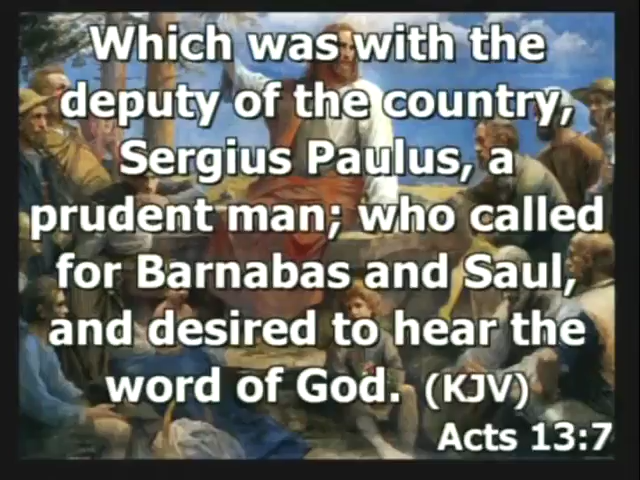 Which was with the
deputy of the country,
Sergius Paulus, a
prudent man; who called
for Barnabas and Saul,
and desired to hear the
word of God. (KJV)
Acts 13:7